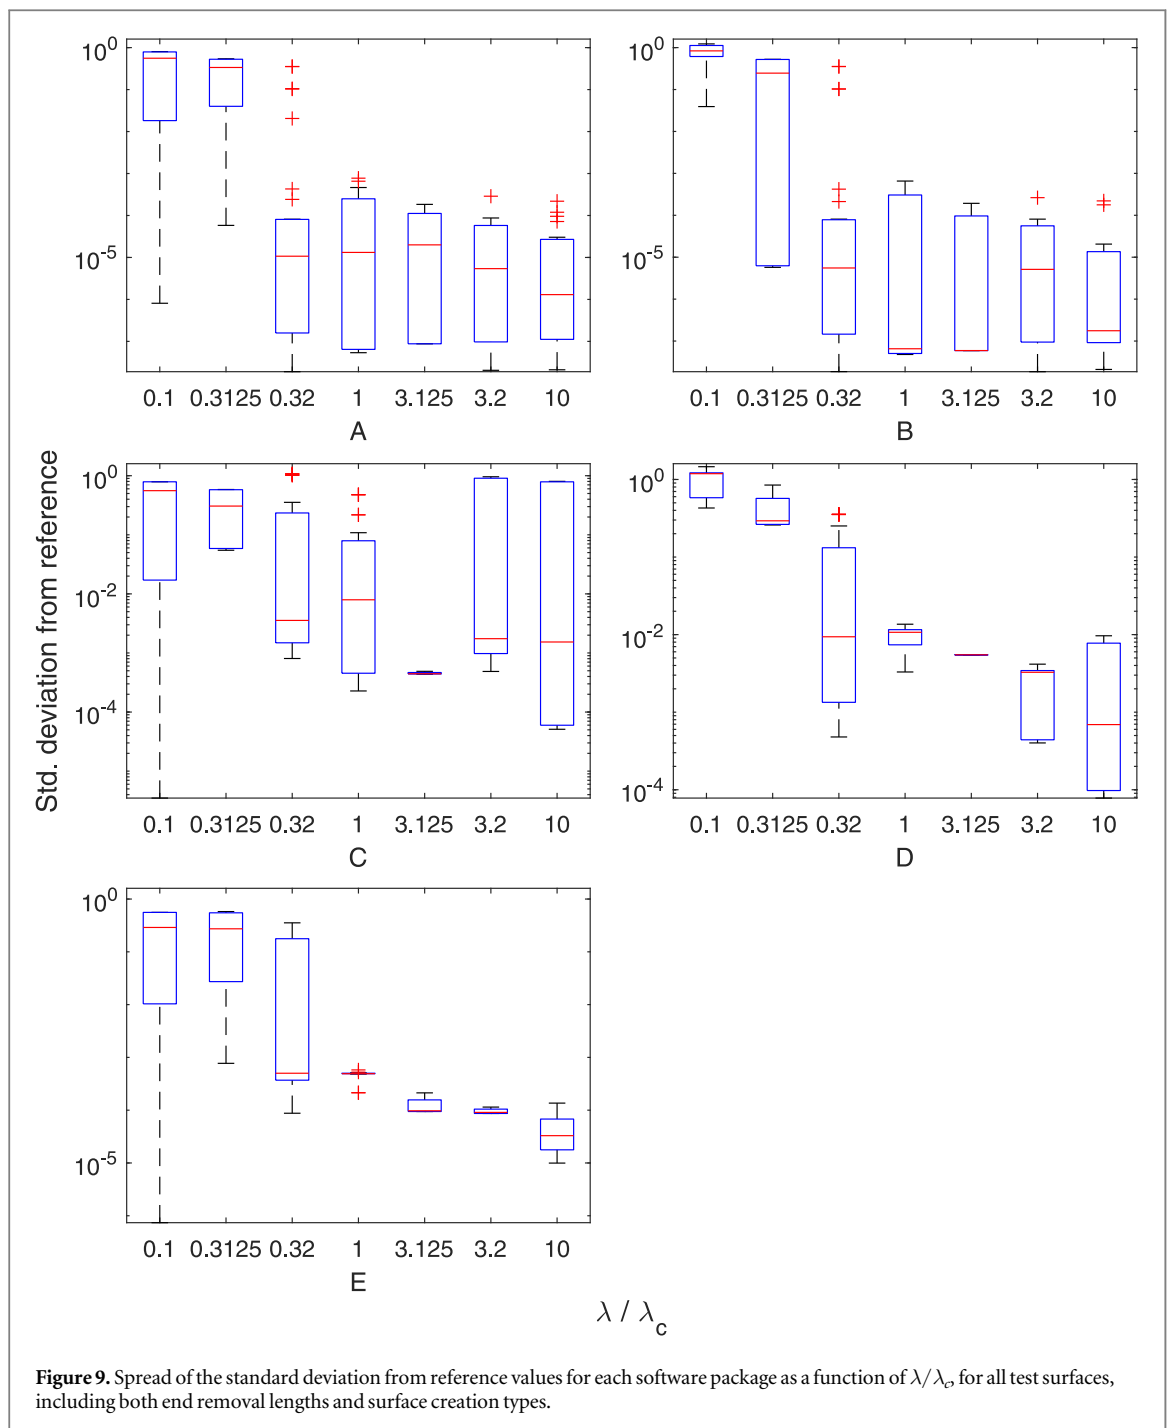 10^0
10^-5
0.1 0.3125 0.32 1 3.125 3.2 10
A
10^0
10^-5
0.1 0.3125 0.32 1 3.125 3.2 10
B
Std. deviation from reference
10^0
10^-2
10^-4
0.1 0.3125 0.32 1 3.125 3.2 10
C
10^0
10^-2
10^-4
0.1 0.3125 0.32 1 3.125 3.2 10
D
10^0
10^-5
0.1 0.3125 0.32 1 3.125 3.2 10
E
λ / λ_c
Figure 9. Spread of the standard deviation from reference values for each software package as a function of λ/λ_c, for all test surfaces,
including both end removal lengths and surface creation types.